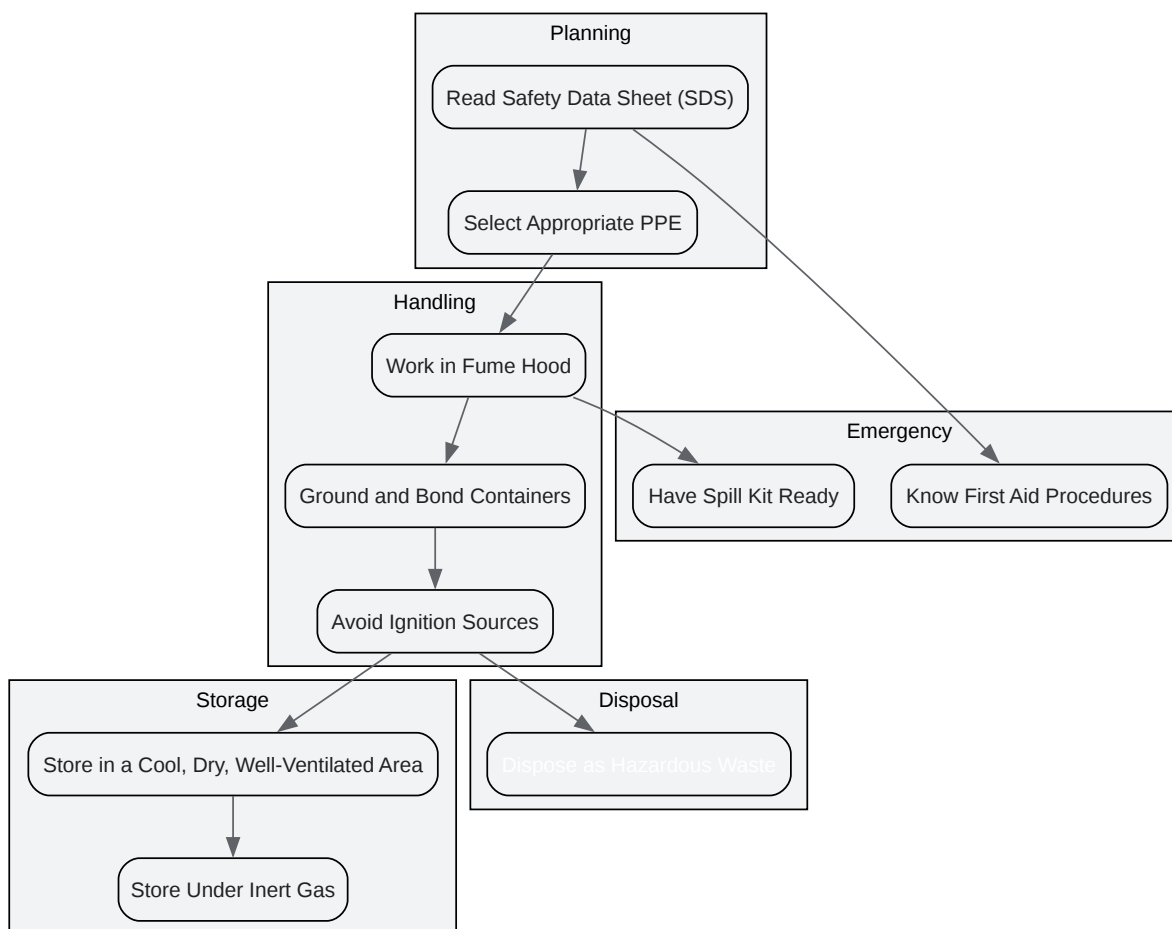 Planning
Read Safety Data Sheet (SDS)
Select Appropriate PPE
Handling
Work in Fume Hood
Emergency
Ground and Bond Containers
Have Spill Kit Ready
Know First Aid Procedures
Avoid Ignition Sources
Storage
Disposal
Store in a Cool, Dry, Well-Ventilated Area
Dispose as Hazardous Waste
Store Under Inert Gas